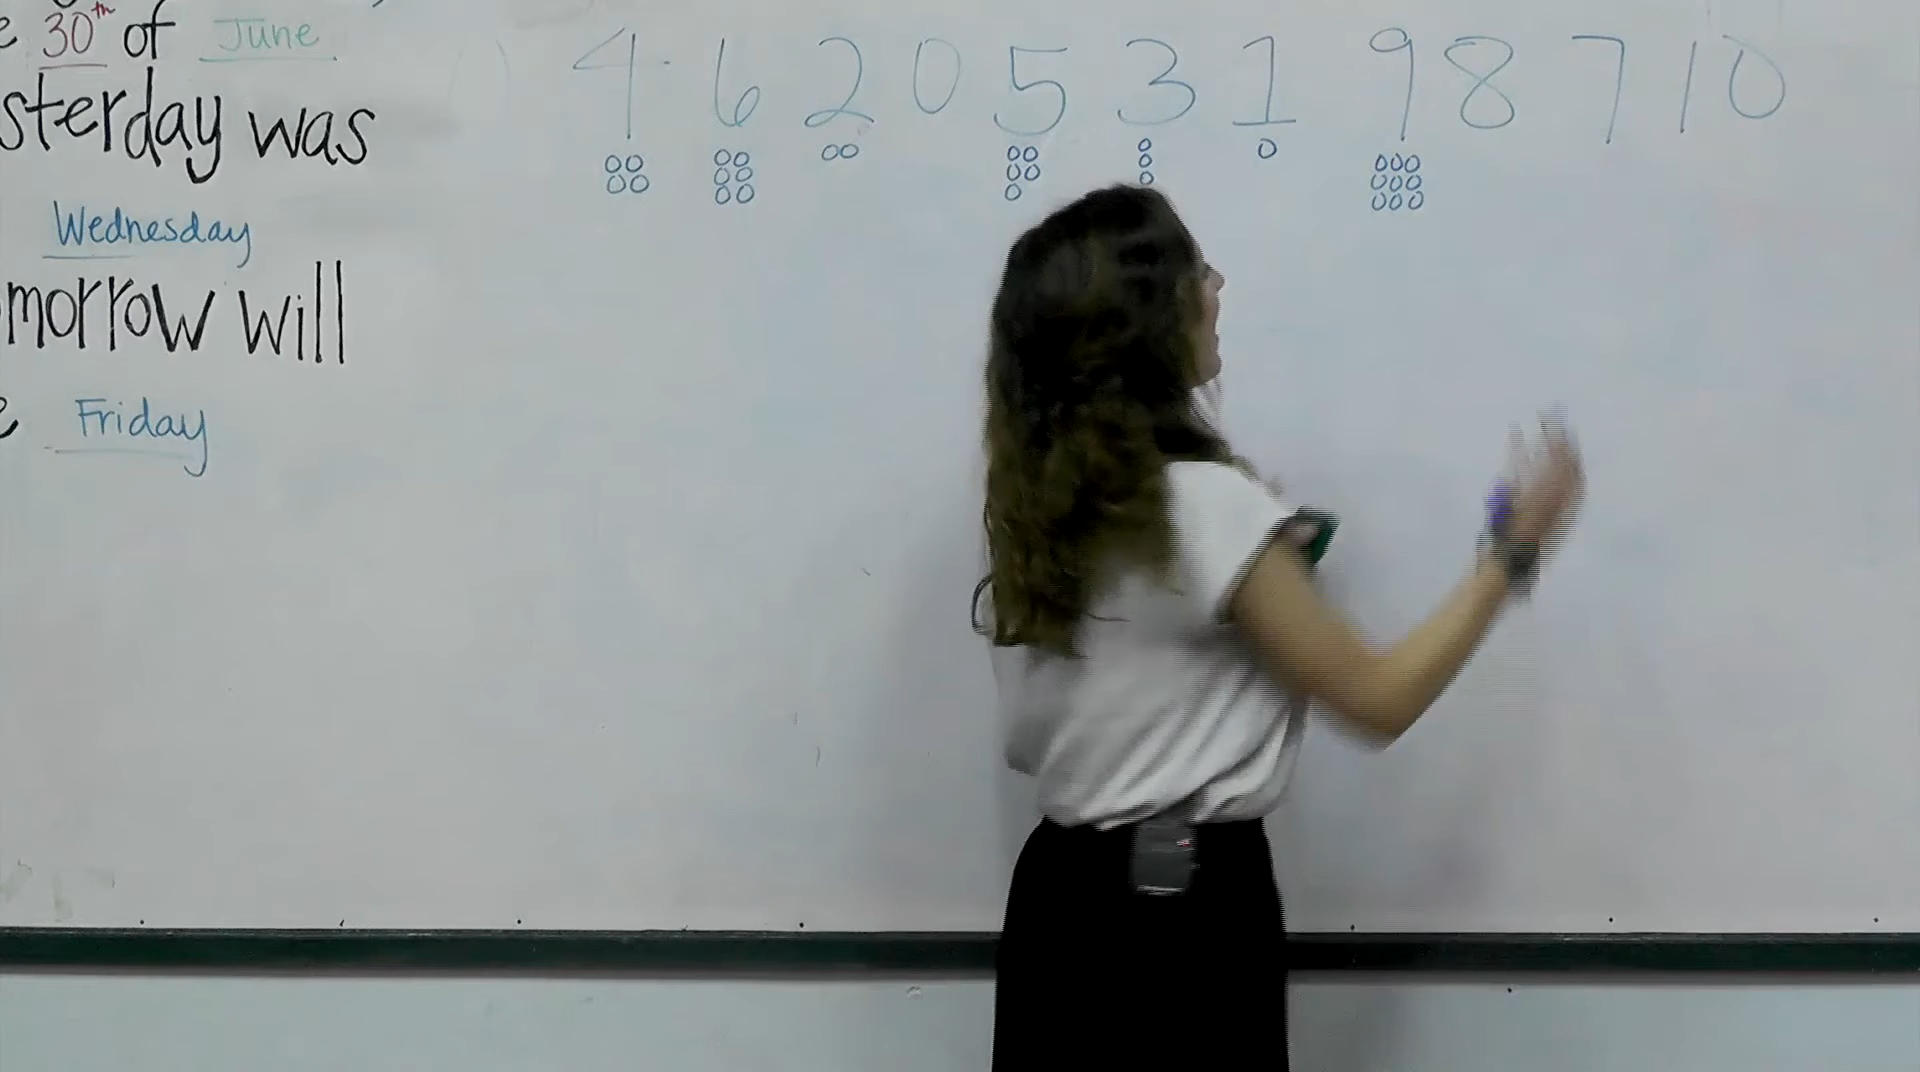 30th of June
sterday was
Wednesday
morrow will
Friday
4 6 2 0 5 3 1 9 8 7 10